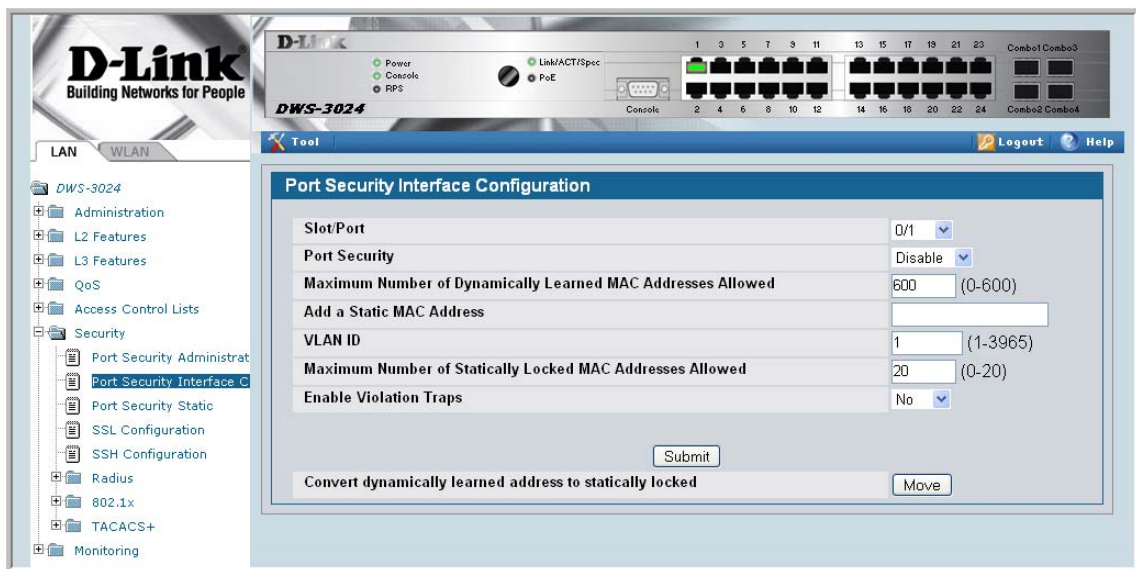 D-Link
Building Networks for People
D-Link
Power
Console
RPS
Link/ACT/Spec
PoE
DWS-3024
Console
1 3 5 7 9 11 13 15 17 19 21 23
2 4 6 8 10 12 14 16 18 20 22 24
Combo1 Combo3
Combo2 Combo4
LAN
WLAN
Tool
Logout
Help
DWS-3024
Administration
L2 Features
L3 Features
QoS
Access Control Lists
Security
Port Security Administrat
Port Security Interface C
Port Security Static
SSL Configuration
SSH Configuration
Radius
802.1x
TACACS+
Monitoring
Port Security Interface Configuration
Slot/Port 0/1
Port Security Disable
Maximum Number of Dynamically Learned MAC Addresses Allowed 600 (0-600)
Add a Static MAC Address
VLAN ID 1 (1-3965)
Maximum Number of Statically Locked MAC Addresses Allowed 20 (0-20)
Enable Violation Traps No
Submit
Convert dynamically learned address to statically locked Move